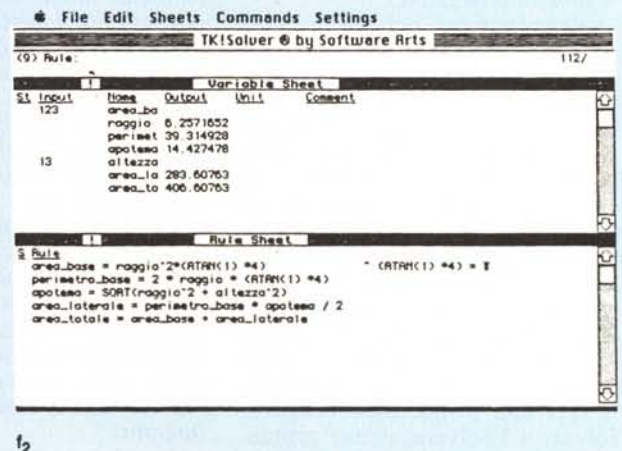 File Edit Sheets Commands Settings
TK!Solver © by Software Arts
(9) Rule: 112/
! Variable Sheet
St Input Name Output Unit Comment
123 area_ba
raggio 6.2571652
perimet 39.314928
apotema 14.427478
13 altezza
area_la 283.60763
area_to 406.60763
! Rule Sheet
S Rule
area_base = raggio^2*(ATAN(1) *4) " (ATAN(1) *4) =
perimetro_base = 2 * raggio * (ATAN(1) *4)
apotema = SQRT(raggio^2 + altezza^2)
area_laterale = perimetro_base * apotema / 2
area_totale = area_base + area_laterale
f2